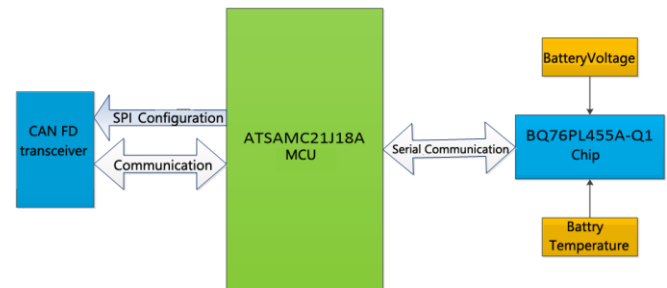 BatteryVoltage
SPI Configuration
CAN FD
transceiver
Communication
ATSAMC21J18A
MCU
Serial Communication
BQ76PL455A-Q1
Chip
Battry
Temperature